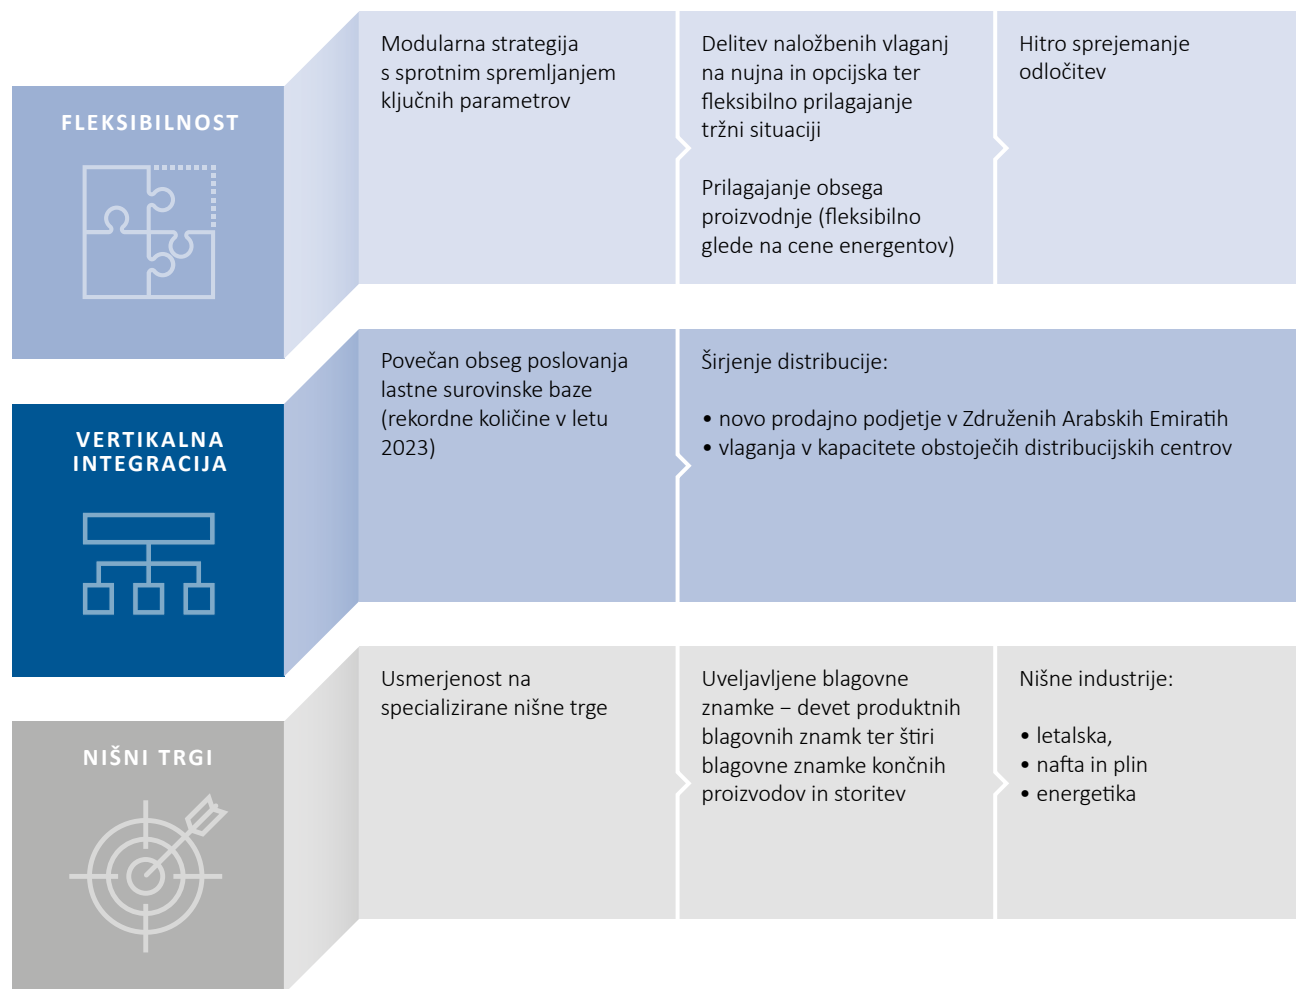 FLEKSIBILNOST
Modularna strategija
s sprotnim spremljanjem
ključnih parametrov
Delitev naložbenih vlaganj
na nujna in opcijska ter
fleksibilno prilagajanje
tržni situaciji
Prilagajanje obsega
proizvodnje (fleksibilno
glede na cene energentov)
Hitro sprejemanje
odločitev
VERTIKALNA
INTEGRACIJA
Povečan obseg poslovanja
lastne surovinske baze
(rekordne količine v letu
2023)
Širjenje distribucije:
• novo prodajno podjetje v Združenih Arabskih Emiratih
• vlaganja v kapacitete obstoječih distribucijskih centrov
NIŠNI TRGI
Usmerjenost na
specializirane nišne trge
Uveljavljene blagovne
znamke – devet produktnih
blagovnih znamk ter štiri
blagovne znamke končnih
proizvodov in storitev
Nišne industrije:
• letalska,
• nafta in plin
• energetika